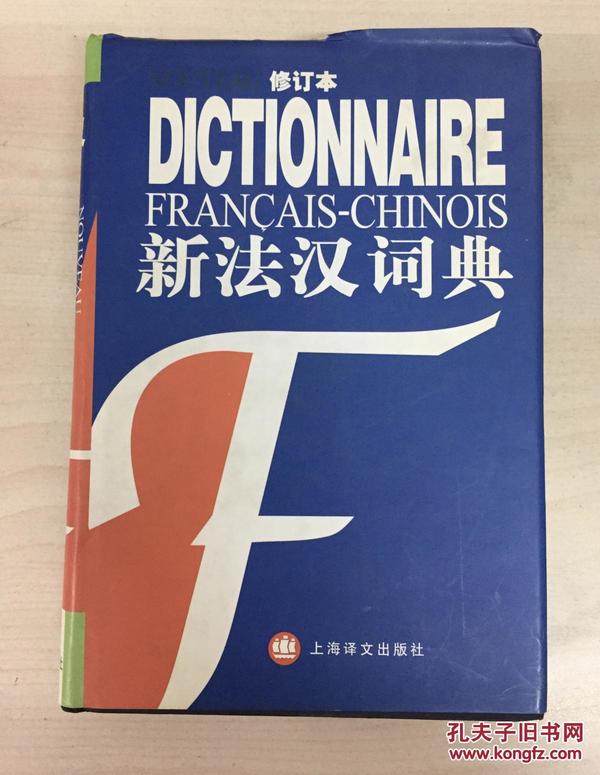 修订本
DICTIONNAIRE
FRANÇAIS-CHINOIS
新法汉词典
NOUVEAU
上海译文出版社
孔夫子旧书网
www.kongfz.com